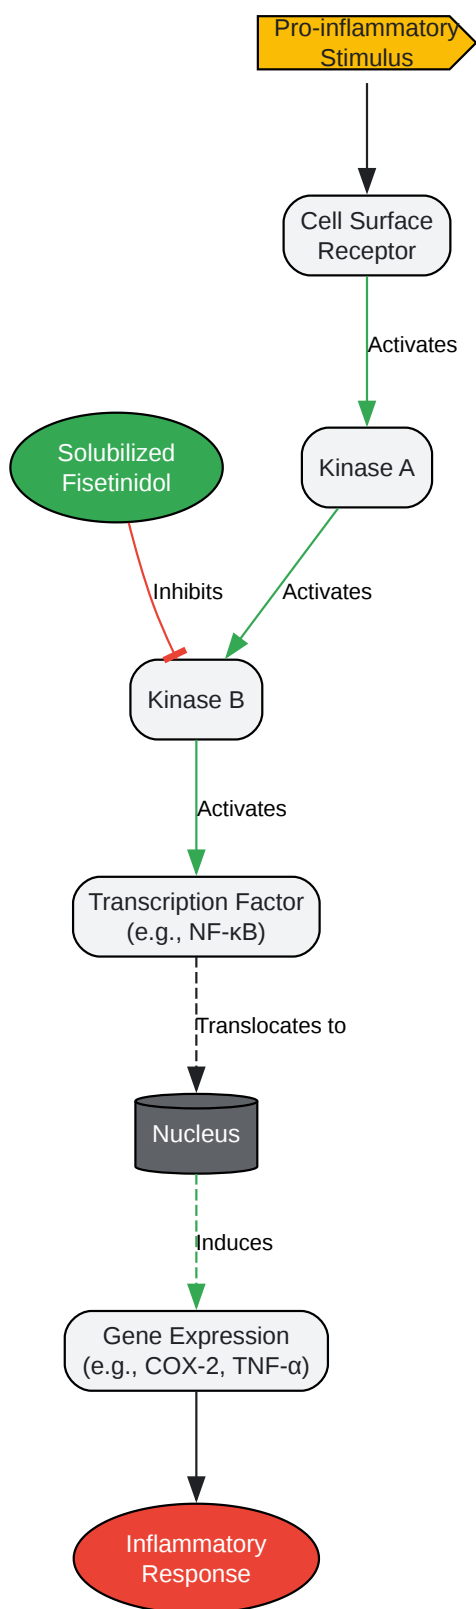 Pro-inflammatory
Stimulus
Cell Surface
Receptor
Activates
Kinase A
Solubilized
Fisetinidol
Inhibits
Activates
Kinase B
Activates
Transcription Factor
(e.g., NF-κB)
Translocates to
Nucleus
Induces
Gene Expression
(e.g., COX-2, TNF-α)
Inflammatory
Response